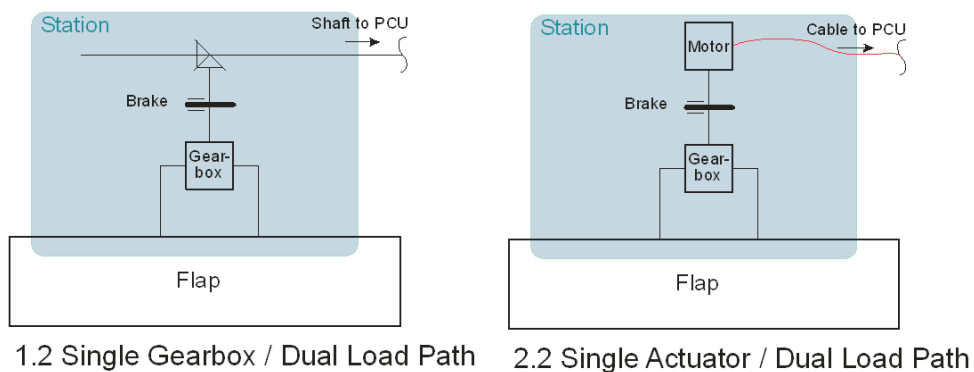 Station
Shaft to PCU
Brake
Gear-
box
Flap
1.2 Single Gearbox / Dual Load Path
Station
Motor
Cable to PCU
Brake
Gear-
box
Flap
2.2 Single Actuator / Dual Load Path